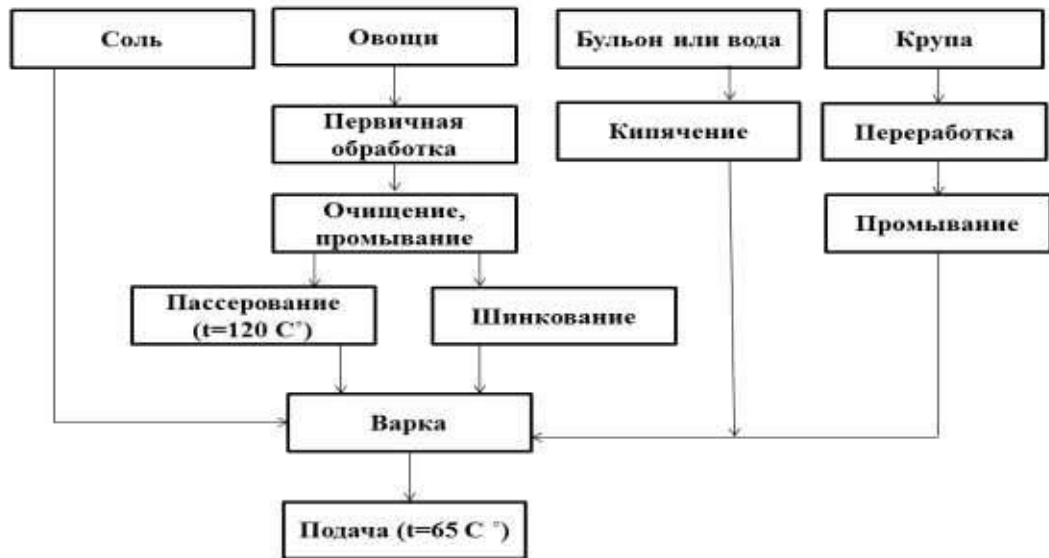 Соль
Овощи
Бульон или вода
Крупа
Первичная
обработка
Кипячение
Переработка
Очищение,
промывание
Промывание
Пассерование
(t=120 C˚)
Шинкование
Варка
Подача (t=65 C ˚)